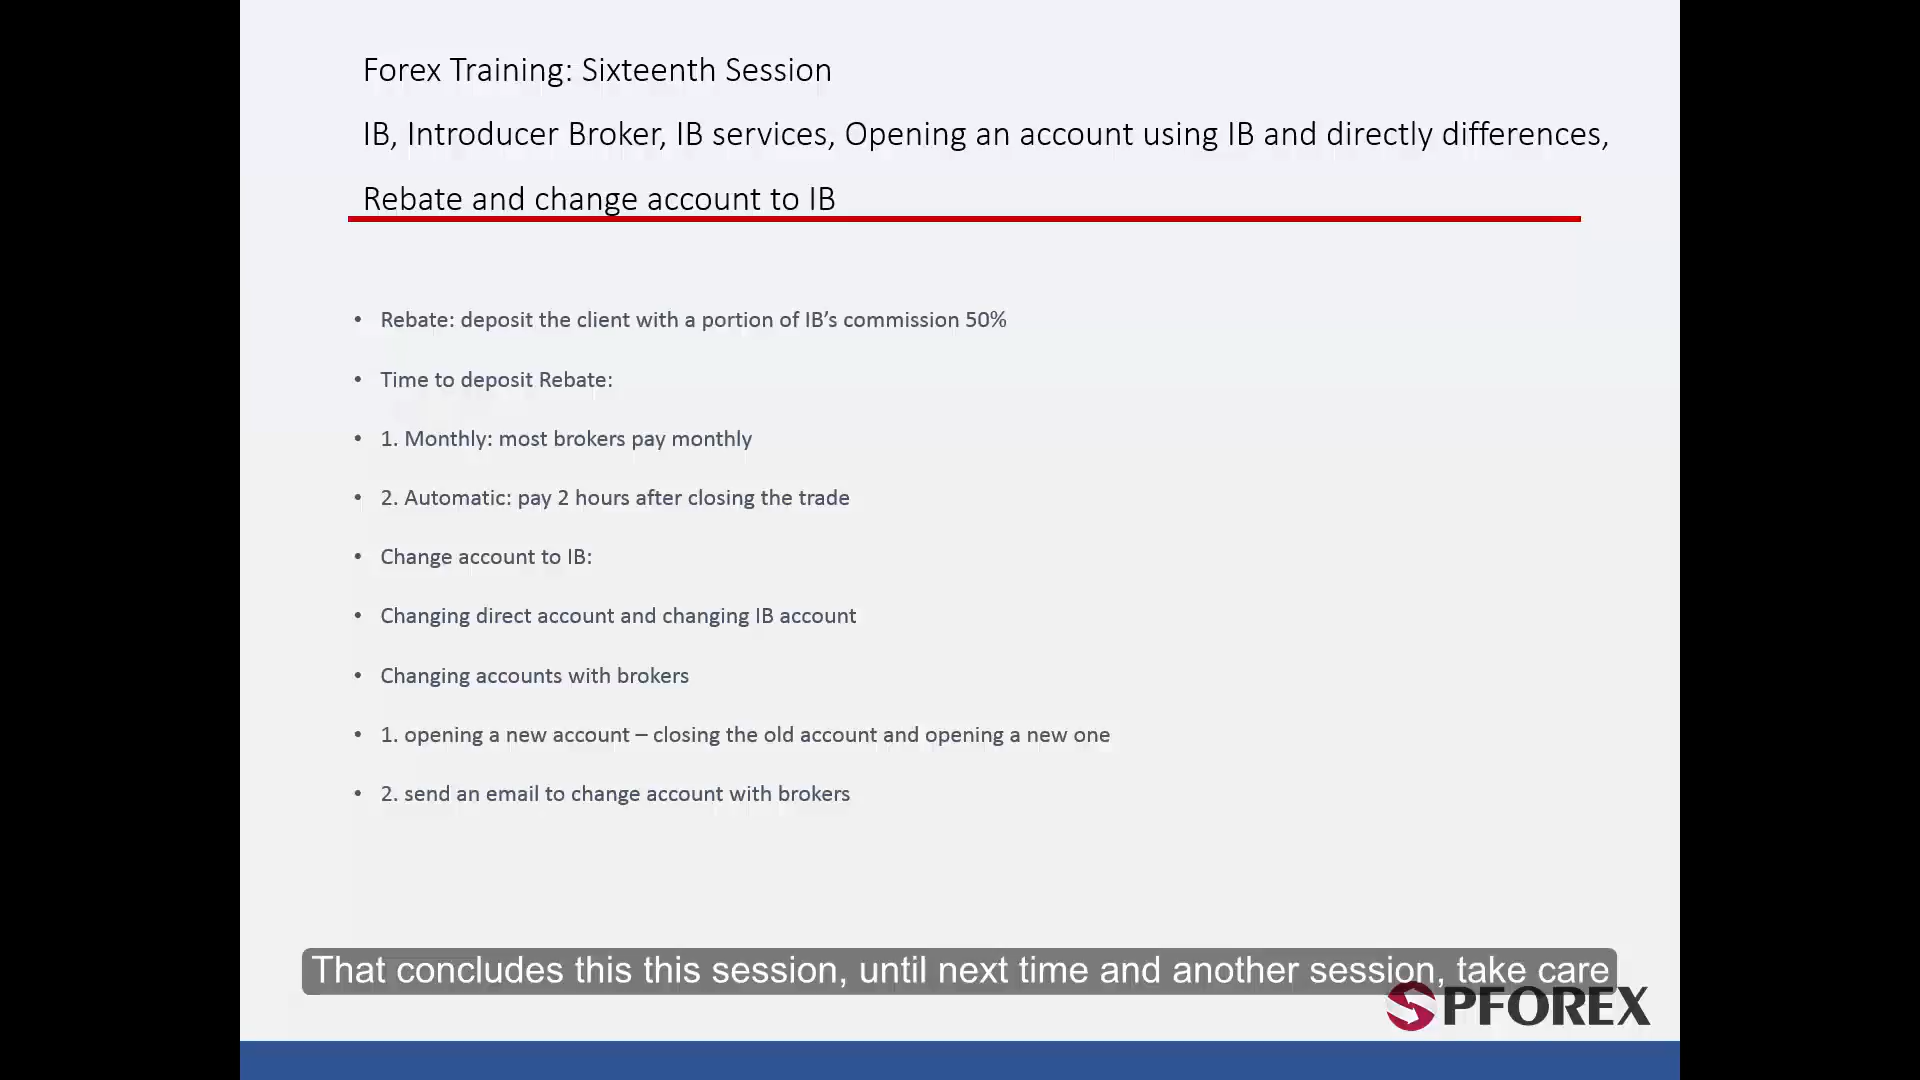 Forex Training: Sixteenth Session
IB, Introducer Broker, IB services, Opening an account using IB and directly differences,
Rebate and change account to IB
• Rebate: deposit the client with a portion of IB's commission 50%
• Time to deposit Rebate:
• 1. Monthly: most brokers pay monthly
• 2. Automatic: pay 2 hours after closing the trade
• Change account to IB:
• Changing direct account and changing IB account
• Changing accounts with brokers
• 1. opening a new account – closing the old account and opening a new one
• 2. send an email to change account with brokers
That concludes this this session, until next time and another session, take care
PFOREX